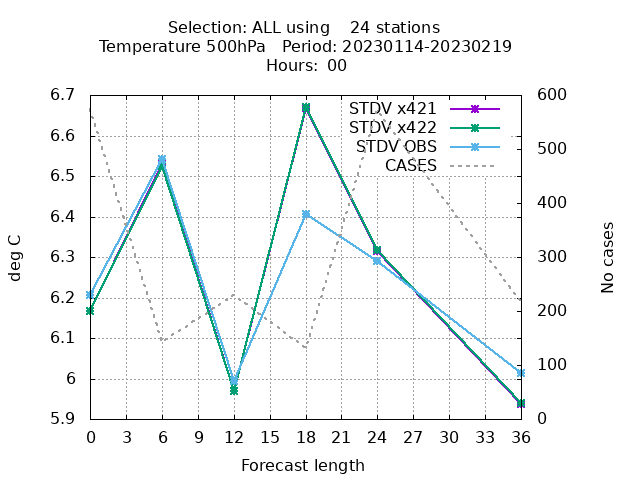 Selection: ALL using    24 stations
Temperature 500hPa   Period: 20230114-20230219
Hours: 00
6.7
6.6
6.5
6.4
6.3
6.2
6.1
6
5.9
600
500
400
300
200
100
0
STDV x421
STDV x422
STDV OBS
CASES
deg C
No cases
0 3 6 9 12 15 18 21 24 27 30 33 36
Forecast length